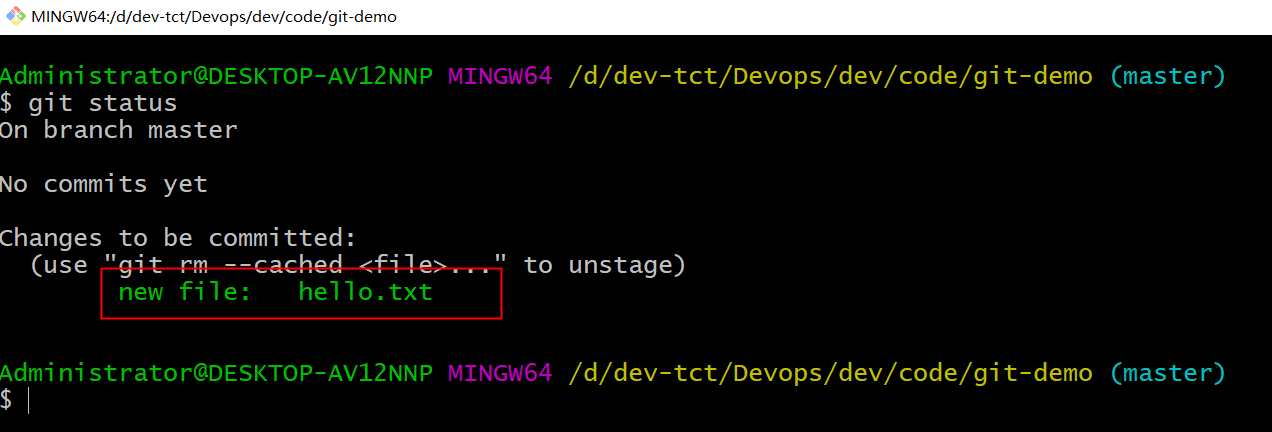 MINGW64:/d/dev-tct/Devops/dev/code/git-demo
Administrator@DESKTOP-AV12NNP MINGW64 /d/dev-tct/Devops/dev/code/git-demo (master)
$ git status
On branch master
No commits yet
Changes to be committed:
(use "git rm --cached <file>..." to unstage)
new file:   hello.txt
Administrator@DESKTOP-AV12NNP MINGW64 /d/dev-tct/Devops/dev/code/git-demo (master)
$